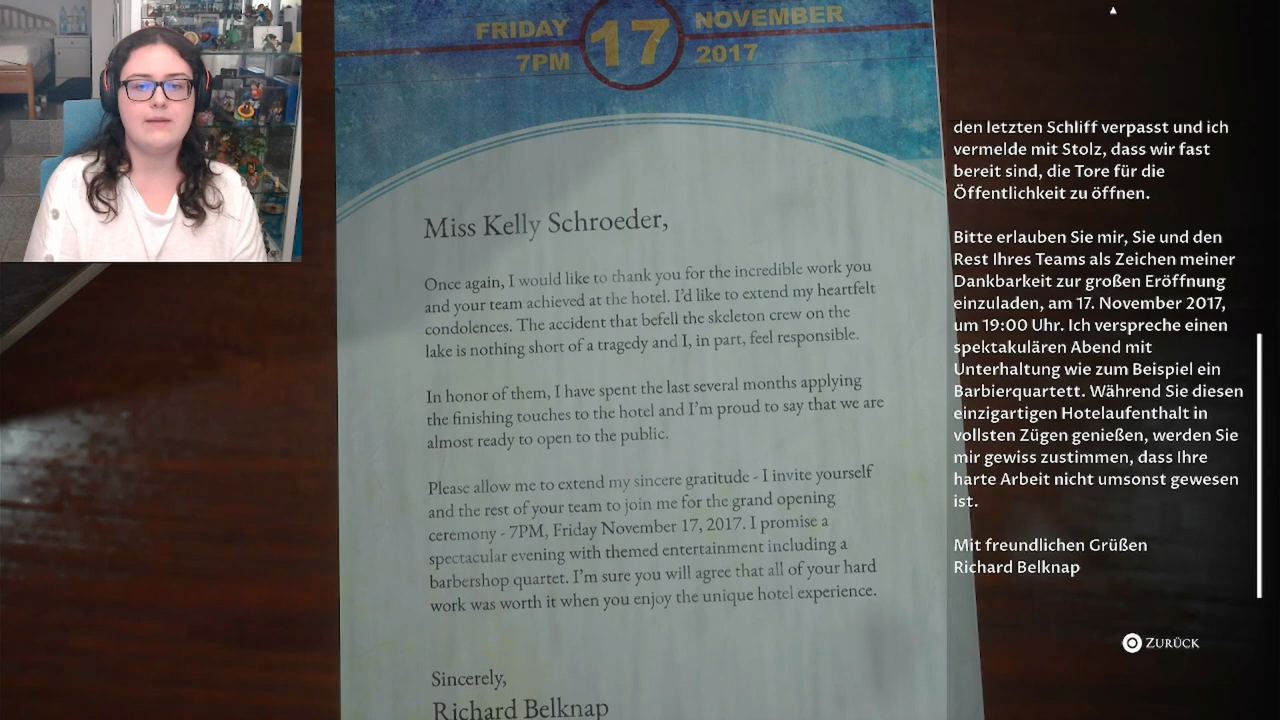 FRIDAY 17 NOVEMBER
7PM 2017
Miss Kelly Schroeder,
Once again, I would like to thank you for the incredible work you
and your team achieved at the hotel. I'd like to extend my heartfelt
condolences. The accident that befell the skeleton crew on the
lake is nothing short of a tragedy and I, in part, feel responsible.
In honor of them, I have spent the last several months applying
the finishing touches to the hotel and I'm proud to say that we are
almost ready to open to the public.
Please allow me to extend my sincere gratitude - I invite yourself
and the rest of your team to join me for the grand opening
ceremony - 7PM, Friday November 17, 2017. I promise a
spectacular evening with themed entertainment including a
barbershop quartet. I'm sure you will agree that all of your hard
work was worth it when you enjoy the unique hotel experience.
Sincerely,
Richard Belknap
den letzten Schliff verpasst und ich
vermelde mit Stolz, dass wir fast
bereit sind, die Tore für die
Öffentlichkeit zu öffnen.
Bitte erlauben Sie mir, Sie und den
Rest Ihres Teams als Zeichen meiner
Dankbarkeit zur großen Eröffnung
einzuladen, am 17. November 2017,
um 19:00 Uhr. Ich verspreche einen
spektakulären Abend mit
Unterhaltung wie zum Beispiel ein
Barbierquartett. Während Sie diesen
einzigartigen Hotelaufenthalt in
vollsten Zügen genießen, werden Sie
mir gewiss zustimmen, dass Ihre
harte Arbeit nicht umsonst gewesen
ist.
Mit freundlichen Grüßen
Richard Belknap
ZURÜCK